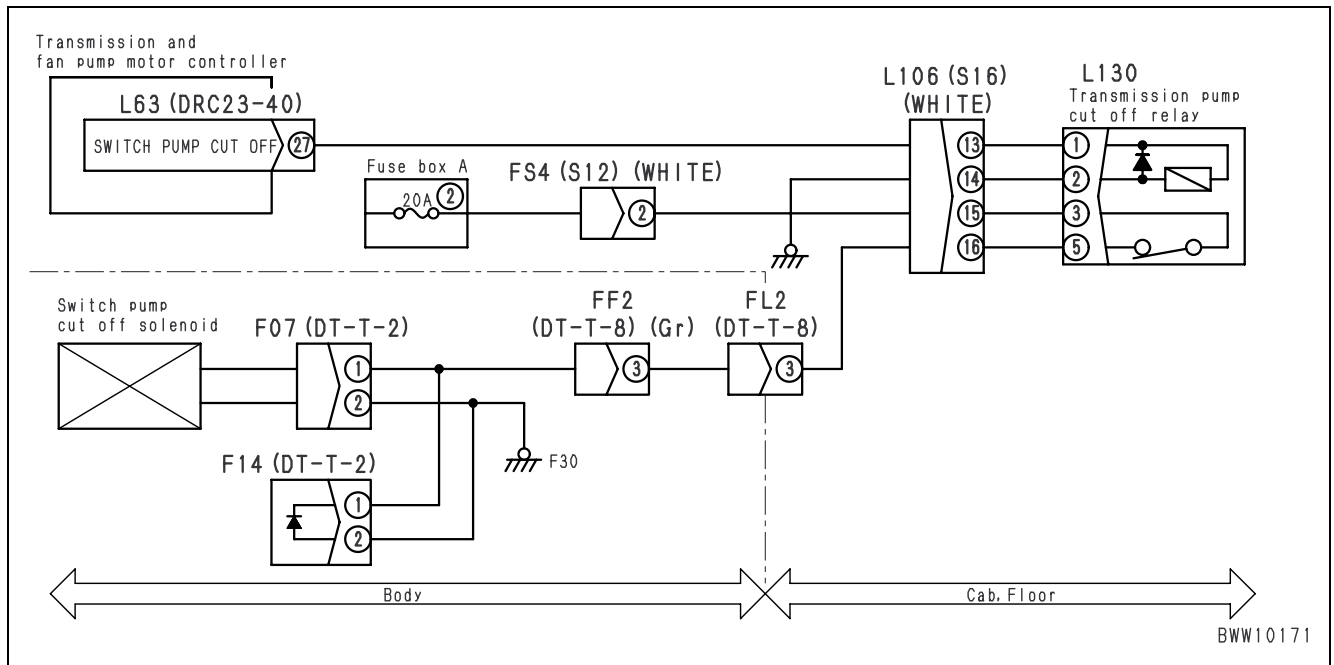 Transmission and
fan pump motor controller
L63 (DRC23-40)
SWITCH PUMP CUT OFF
27
Fuse box A
20A
2
FS4 (S12) (WHITE)
2
L106 (S16)
(WHITE)
13
14
15
16
L130
Transmission pump
cut off relay
1
2
3
5
Switch pump
cut off solenoid
F07 (DT-T-2)
1
2
FF2
(DT-T-8) (Gr)
3
FL2
(DT-T-8)
3
F30
F14 (DT-T-2)
1
2
Body
Cab, Floor
BWW10171